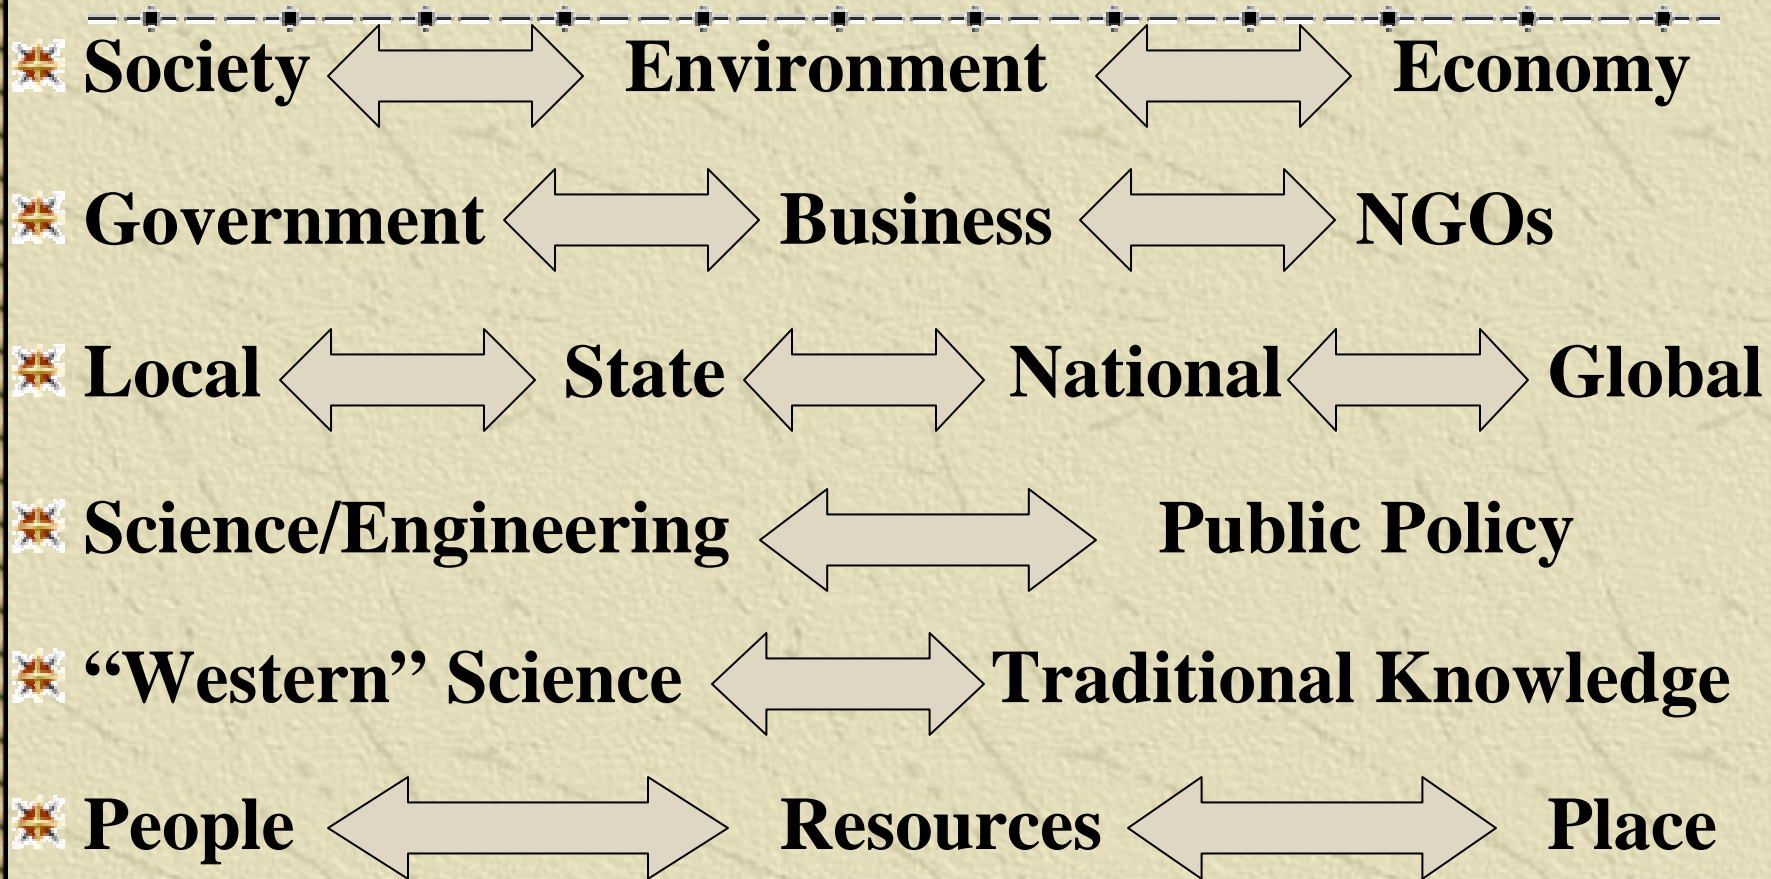 Society Environment Economy
Government Business NGOs
Local State National Global
Science/Engineering Public Policy
“Western” Science Traditional Knowledge
People Resources Place